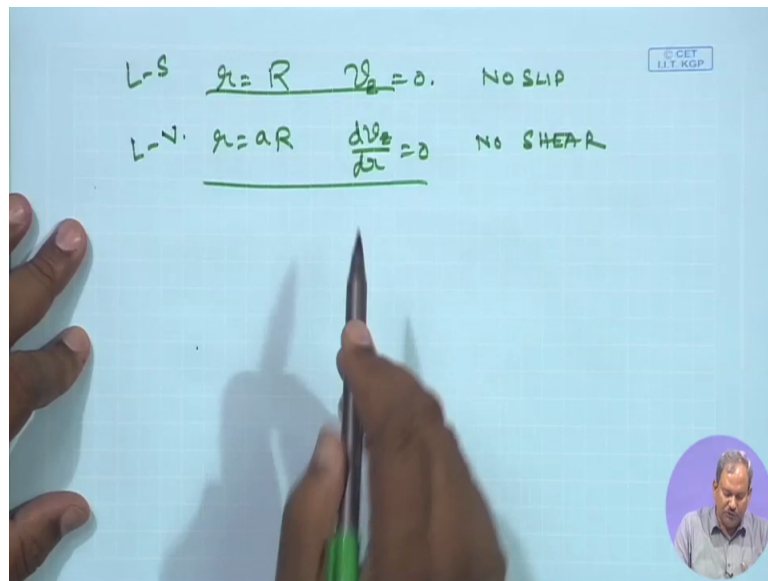 L-S r = R v_z = 0. NO SLIP
© CET
I.I.T. KGP
L-V. r = aR dv_z/dr = 0 NO SHEAR